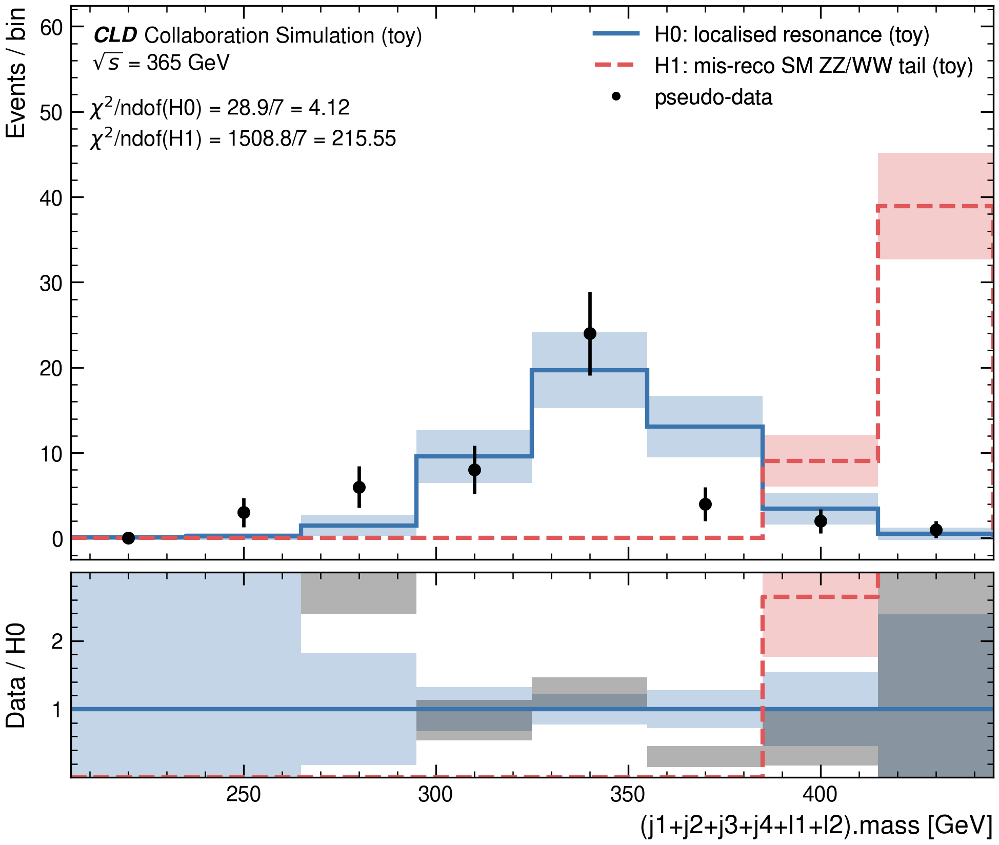 CLD Collaboration Simulation (toy)
√s = 365 GeV
χ²/ndof(H0) = 28.9/7 = 4.12
χ²/ndof(H1) = 1508.8/7 = 215.55
H0: localised resonance (toy)
H1: mis-reco SM ZZ/WW tail (toy)
pseudo-data
Events / bin
60
50
40
30
20
10
0
Data / H0
2
1
250 300 350 400
(j1+j2+j3+j4+l1+l2).mass [GeV]